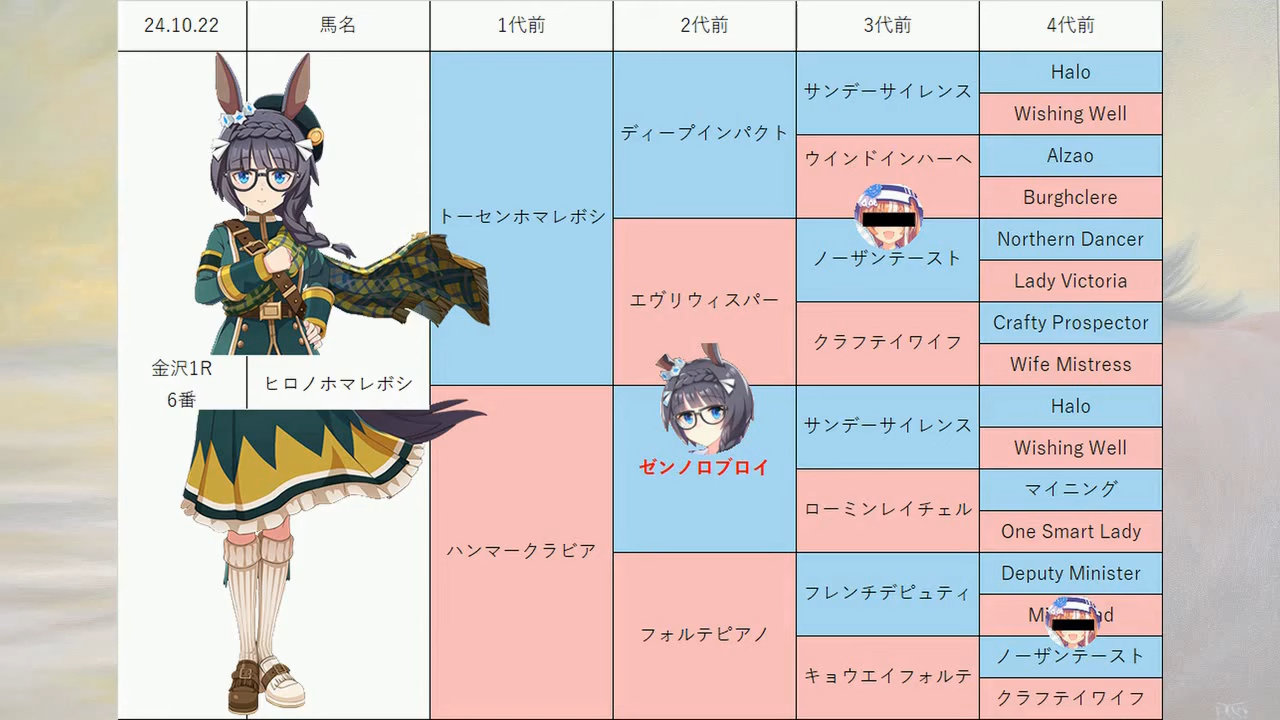 24.10.22
馬名
1代前
2代前
3代前
4代前
金沢1R
6番
ヒロノホマレボシ
トーセンホマレボシ
ハンマークラビア
ディープインパクト
エヴリウィスパー
ゼンノロブロイ
フォルテピアノ
サンデーサイレンス
ウインドインハーヘ
ノーザンテースト
クラフテイワイフ
サンデーサイレンス
ローミンレイチェル
フレンチデピュティ
キョウエイフォルテ
Halo
Wishing Well
Alzao
Burghclere
Northern Dancer
Lady Victoria
Crafty Prospector
Wife Mistress
Halo
Wishing Well
マイニング
One Smart Lady
Deputy Minister
ノーザンテースト
クラフテイワイフ